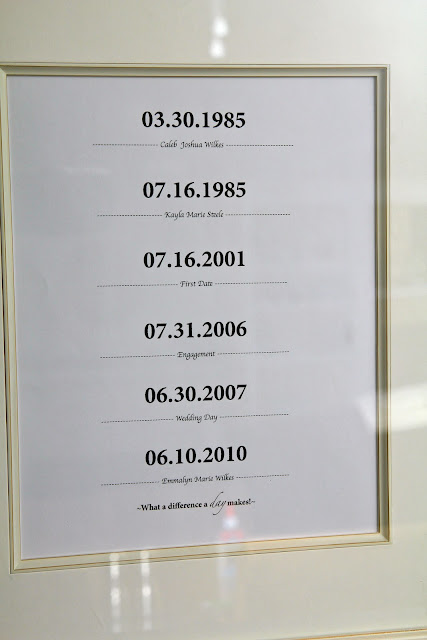 03.30.1985
Caleb Joshua Wilkes
07.16.1985
Kayla Marie Steele
07.16.2001
First Date
07.31.2006
Engagement
06.30.2007
Wedding Day
06.10.2010
Emmalyn Marie Wilkes
~What a difference a day makes!~